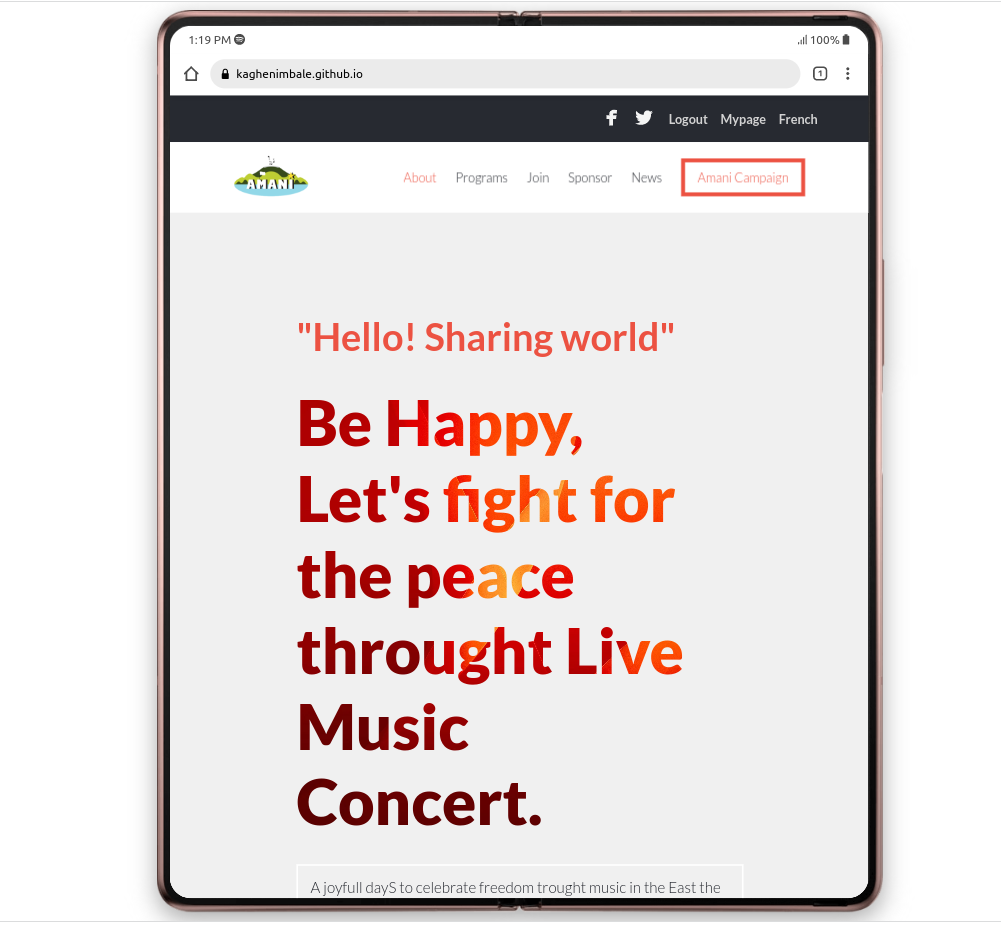 1:19 PM
100%
kaghenimbale.github.io
1
Logout Mypage French
AMANI
About Programs Join Sponsor News Amani Campaign
"Hello! Sharing world"
Be Happy,
Let's fight for
the peace
throught Live
Music
Concert.
A joyfull dayS to celebrate freedom trought music in the East the